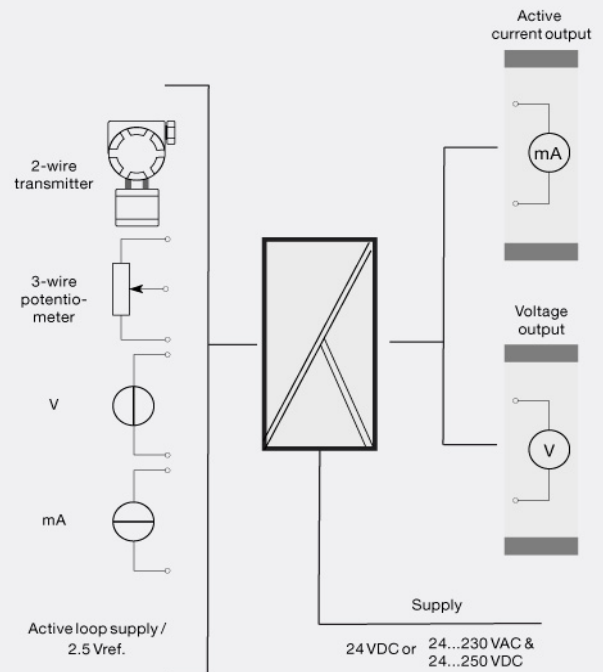 Active
current output
mA
2-wire
transmitter
3-wire
potentio-
meter
V
mA
Voltage
output
V
Active loop supply /
2.5 Vref.
Supply
24 VDC or 24...230 VAC &
24...250 VDC